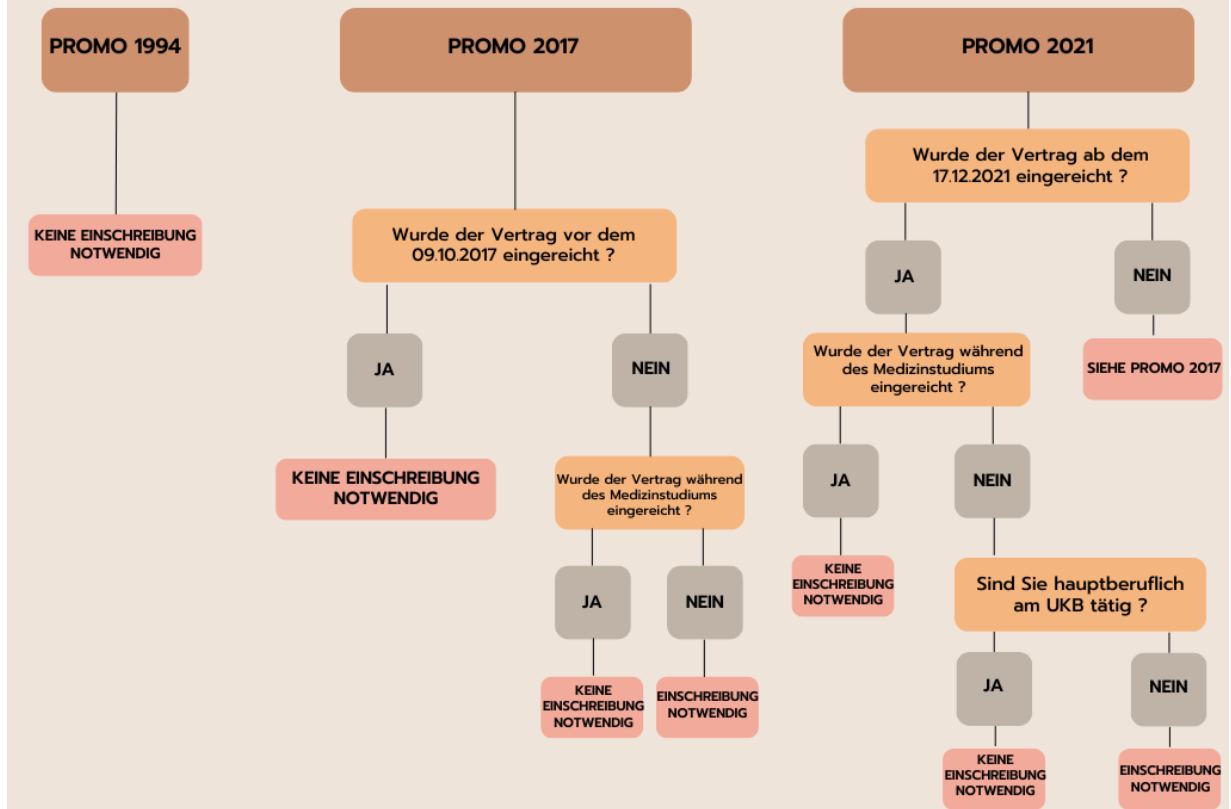 PROMO 1994
KEINE EINSCHREIBUNG
NOTWENDIG
PROMO 2017
Wurde der Vertrag vor dem
09.10.2017 eingereicht ?
JA
KEINE EINSCHREIBUNG
NOTWENDIG
NEIN
Wurde der Vertrag während
des Medizinstudiums
eingereicht ?
JA
KEINE
EINSCHREIBUNG
NOTWENDIG
NEIN
EINSCHREIBUNG
NOTWENDIG
PROMO 2021
Wurde der Vertrag ab dem
17.12.2021 eingereicht ?
JA
Wurde der Vertrag während
des Medizinstudiums
eingereicht ?
JA
KEINE
EINSCHREIBUNG
NOTWENDIG
NEIN
Sind Sie hauptberuflich
am UKB tätig ?
JA
KEINE
EINSCHREIBUNG
NOTWENDIG
NEIN
EINSCHREIBUNG
NOTWENDIG
NEIN
SIEHE PROMO 2017